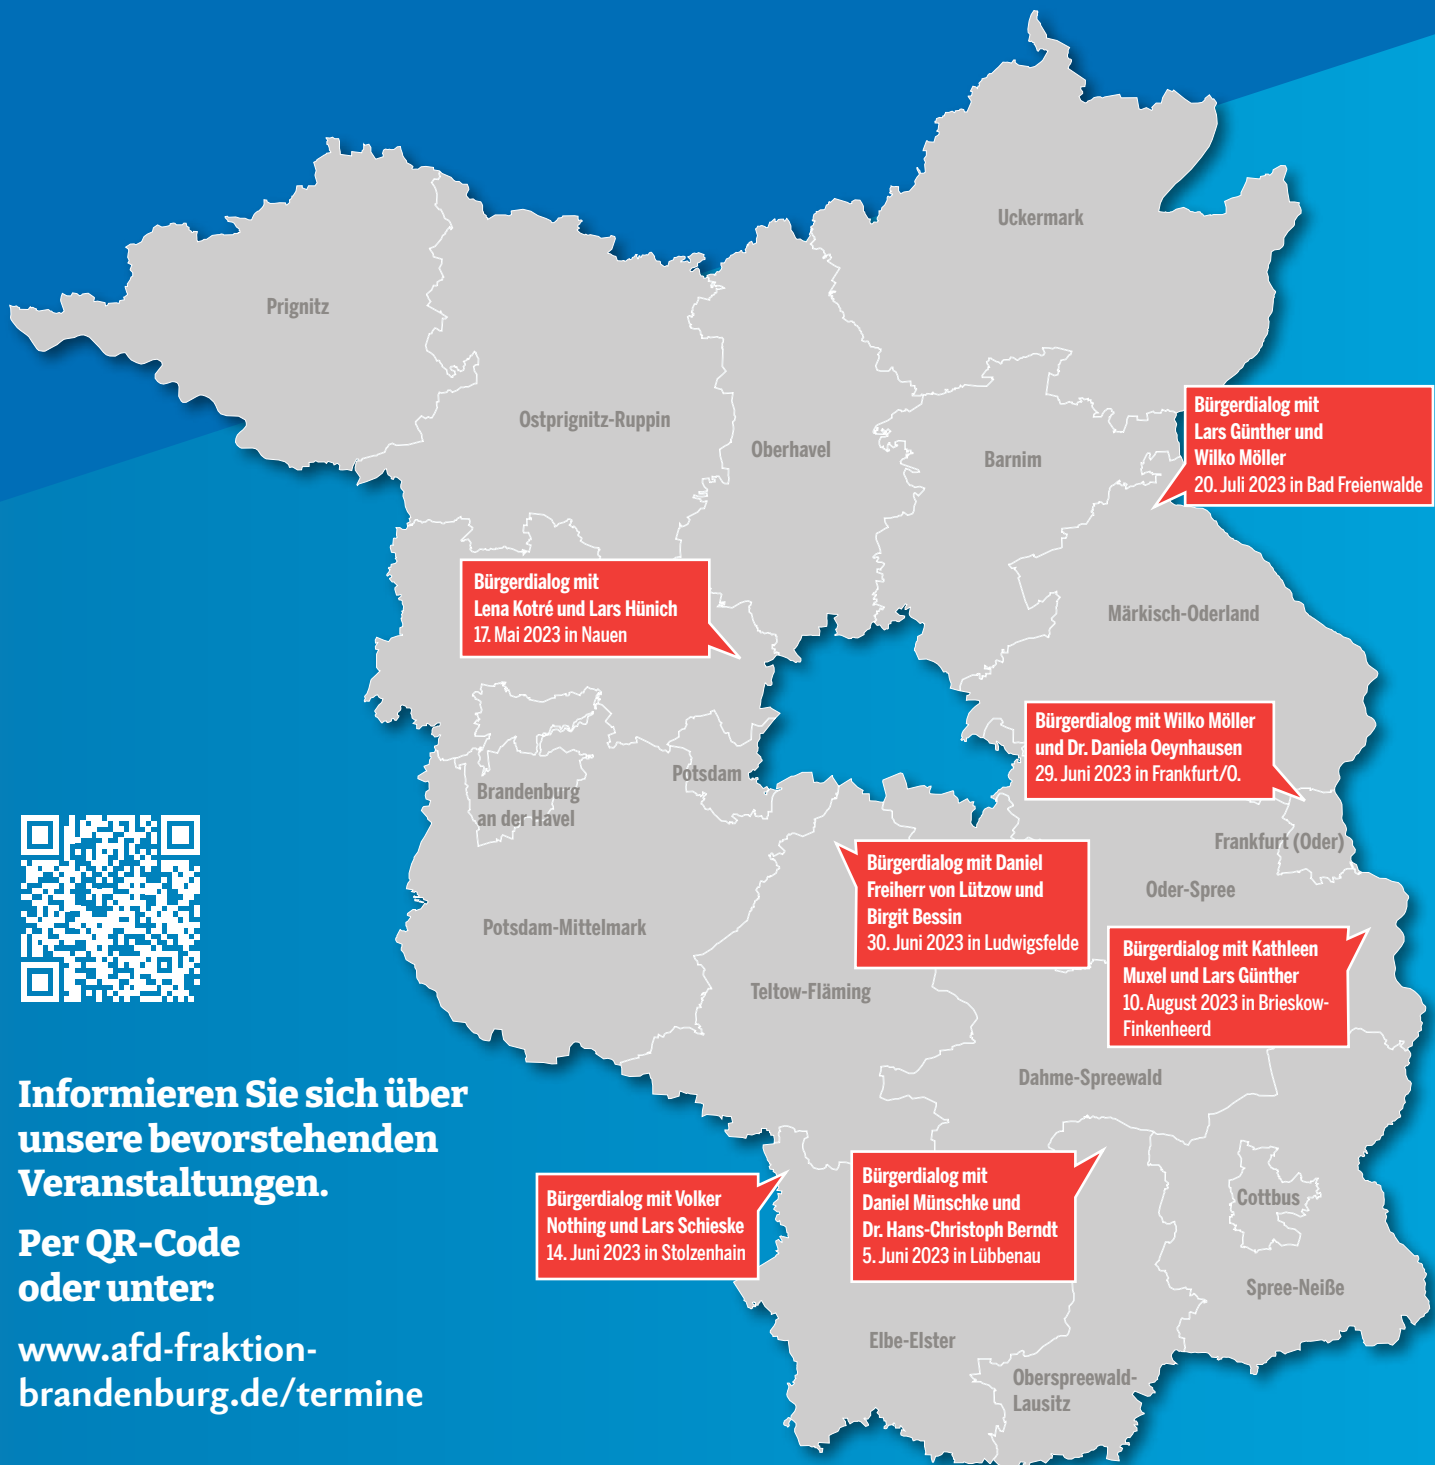 Uckermark
Prignitz
Ostprignitz-Ruppin
Oberhavel
Barnim
Bürgerdialog mit
Lars Günther und
Wilko Möller
20. Juli 2023 in Bad Freienwalde
Bürgerdialog mit
Lena Kotré und Lars Hünich
17. Mai 2023 in Nauen
Märkisch-Oderland
Bürgerdialog mit Wilko Möller
und Dr. Daniela Oeynhausen
29. Juni 2023 in Frankfurt/O.
Potsdam
Brandenburg
an der Havel
Frankfurt (Oder)
Oder-Spree
Bürgerdialog mit Daniel
Freiherr von Lützow und
Birgit Bessin
30. Juni 2023 in Ludwigsfelde
Potsdam-Mittelmark
Bürgerdialog mit Kathleen
Muxel und Lars Günther
10. August 2023 in Brieskow-
Finkenheerd
Teltow-Fläming
Dahme-Spreewald
Informieren Sie sich über
unsere bevorstehenden
Veranstaltungen.
Per QR-Code
oder unter:
www.afd-fraktion-
brandenburg.de/termine
Bürgerdialog mit Volker
Nothing und Lars Schieske
14. Juni 2023 in Stolzenhain
Bürgerdialog mit
Daniel Münschke und
Dr. Hans-Christoph Berndt
5. Juni 2023 in Lübbenau
Cottbus
Spree-Neiße
Elbe-Elster
Oberspreewald-
Lausitz